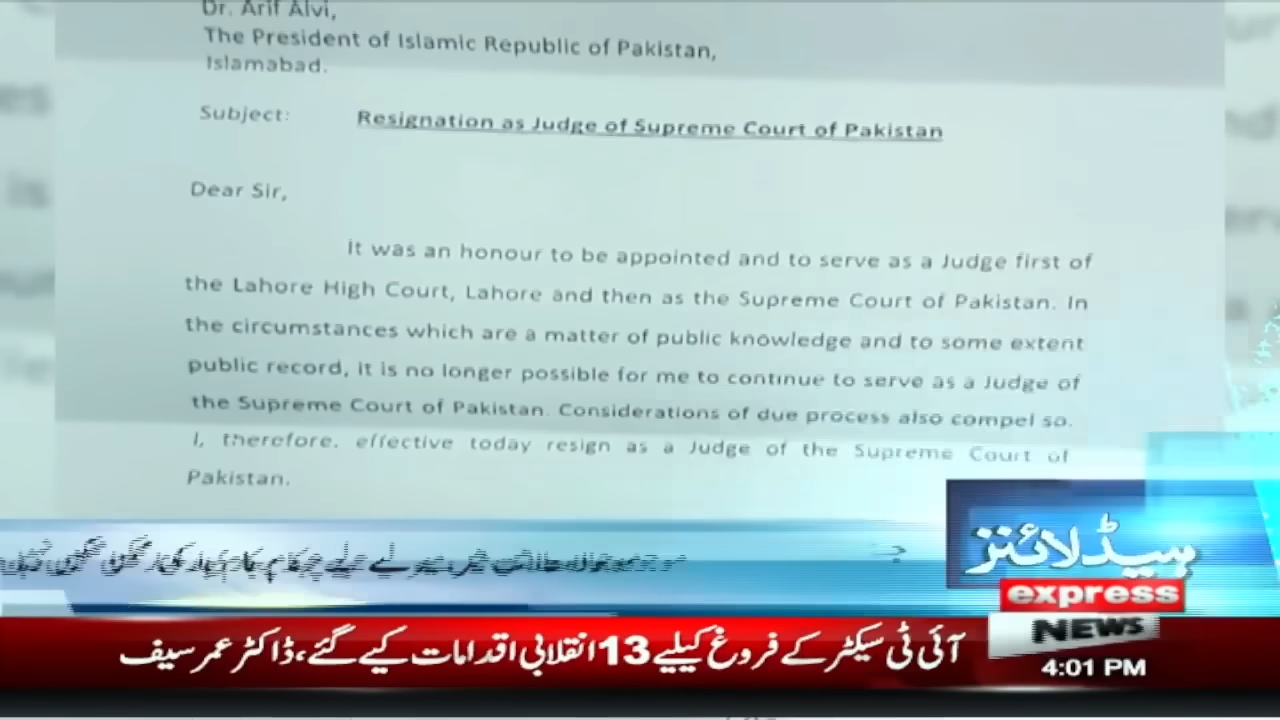 Dr. Arif Alvi,
The President of Islamic Republic of Pakistan,
Islamabad.
Subject: Resignation as Judge of Supreme Court of Pakistan
Dear Sir,
It was an honour to be appointed and to serve as a Judge first of
the Lahore High Court, Lahore and then as the Supreme Court of Pakistan. In
the circumstances which are a matter of public knowledge and to some extent
public record, it is no longer possible for me to continue to serve as a Judge of
the Supreme Court of Pakistan. Considerations of due process also compel so.
I, therefore, effective today resign as a Judge of the Supreme Court of
Pakistan.
ہیڈلائنز
express
NEWS
آئی ٹی سیکٹر کے فروغ کیلیے 13 انقلابی اقدامات کیے گئے، ڈاکٹر عمر سیف
4:01 PM